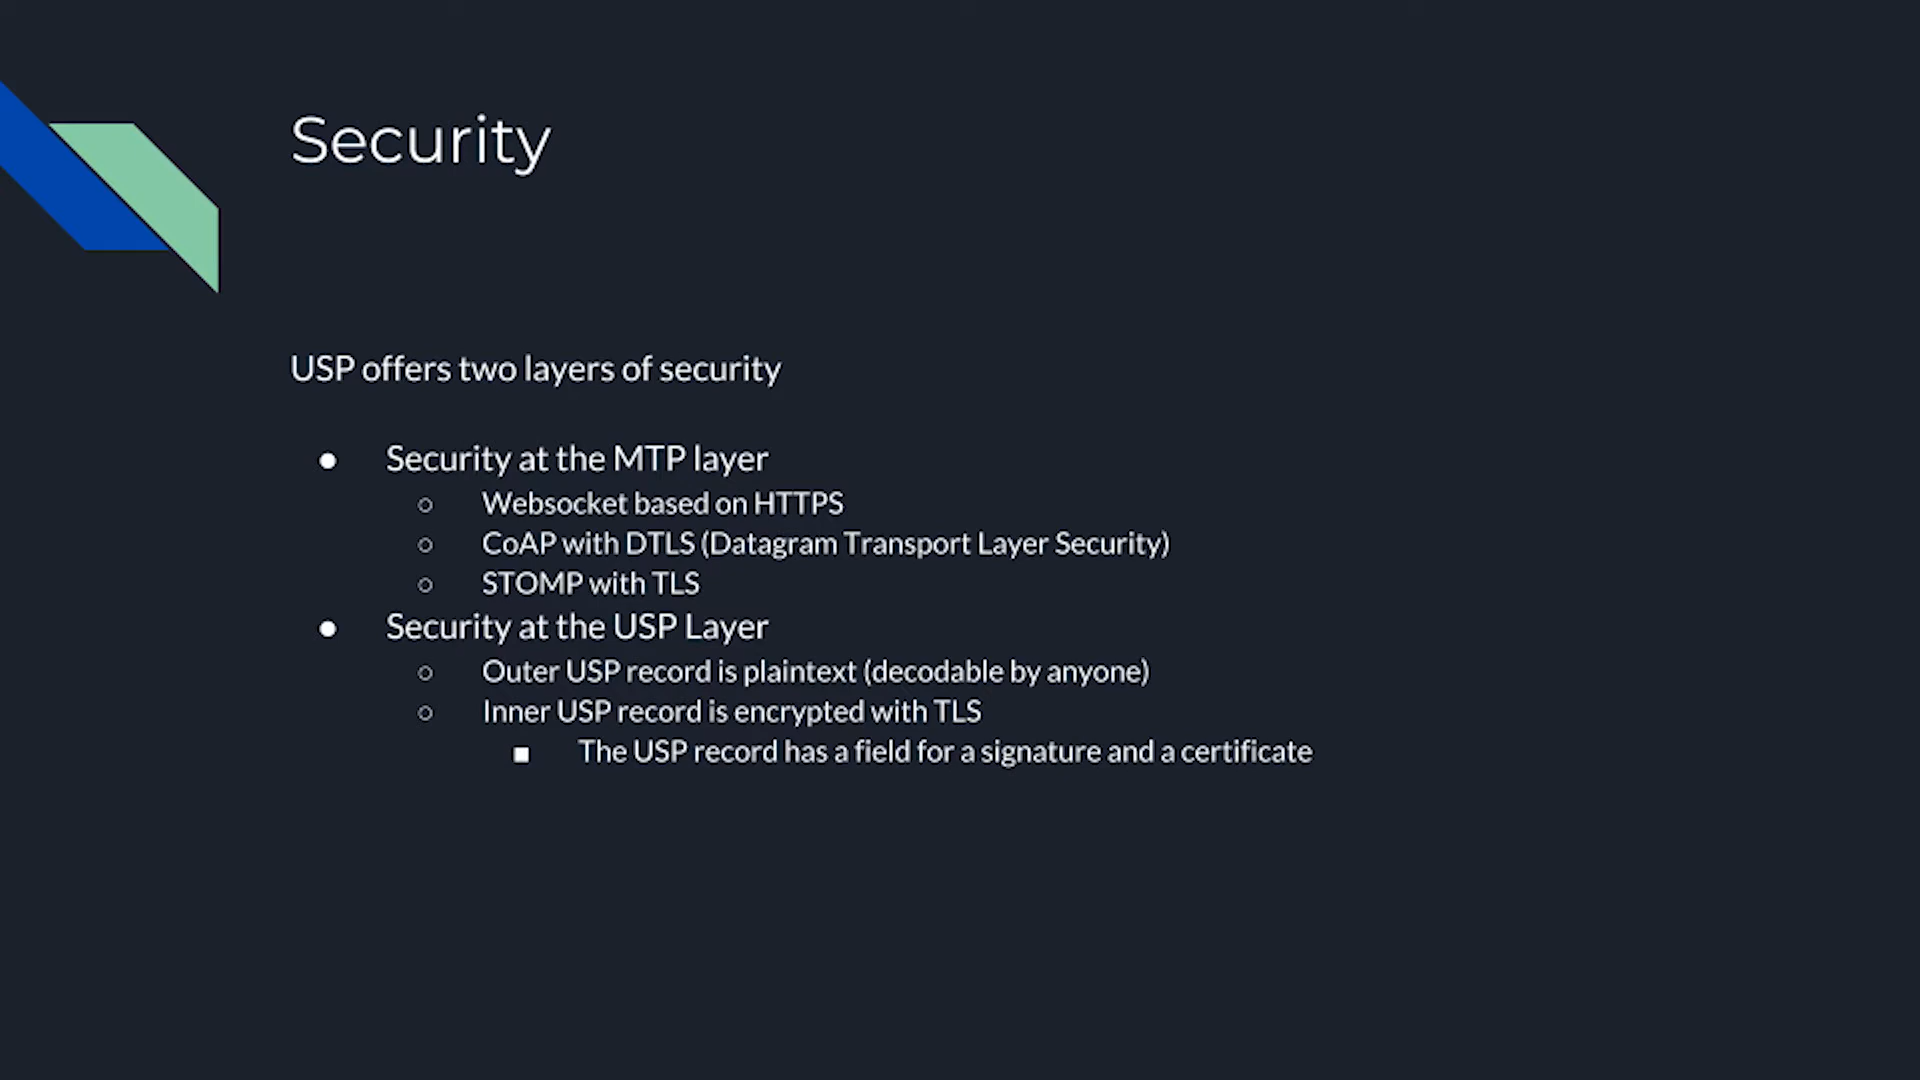 Security
USP offers two layers of security
● Security at the MTP layer
○ Websocket based on HTTPS
○ CoAP with DTLS (Datagram Transport Layer Security)
○ STOMP with TLS
● Security at the USP Layer
○ Outer USP record is plaintext (decodable by anyone)
○ Inner USP record is encrypted with TLS
■ The USP record has a field for a signature and a certificate